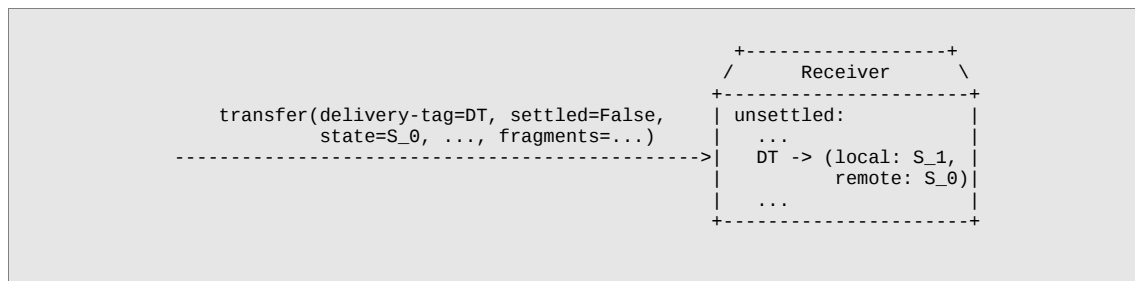 +------------------+
                                                               /      Receiver      \
                                                              +----------------------+
    transfer(delivery-tag=DT, settled=False,                  | unsettled:           |
             state=S_0, ..., fragments=...)                   |   ...                |
------------------------------------------------------------->|   DT -> (local: S_1, |
                                                              |          remote: S_0)|
                                                              |   ...                |
                                                              +----------------------+